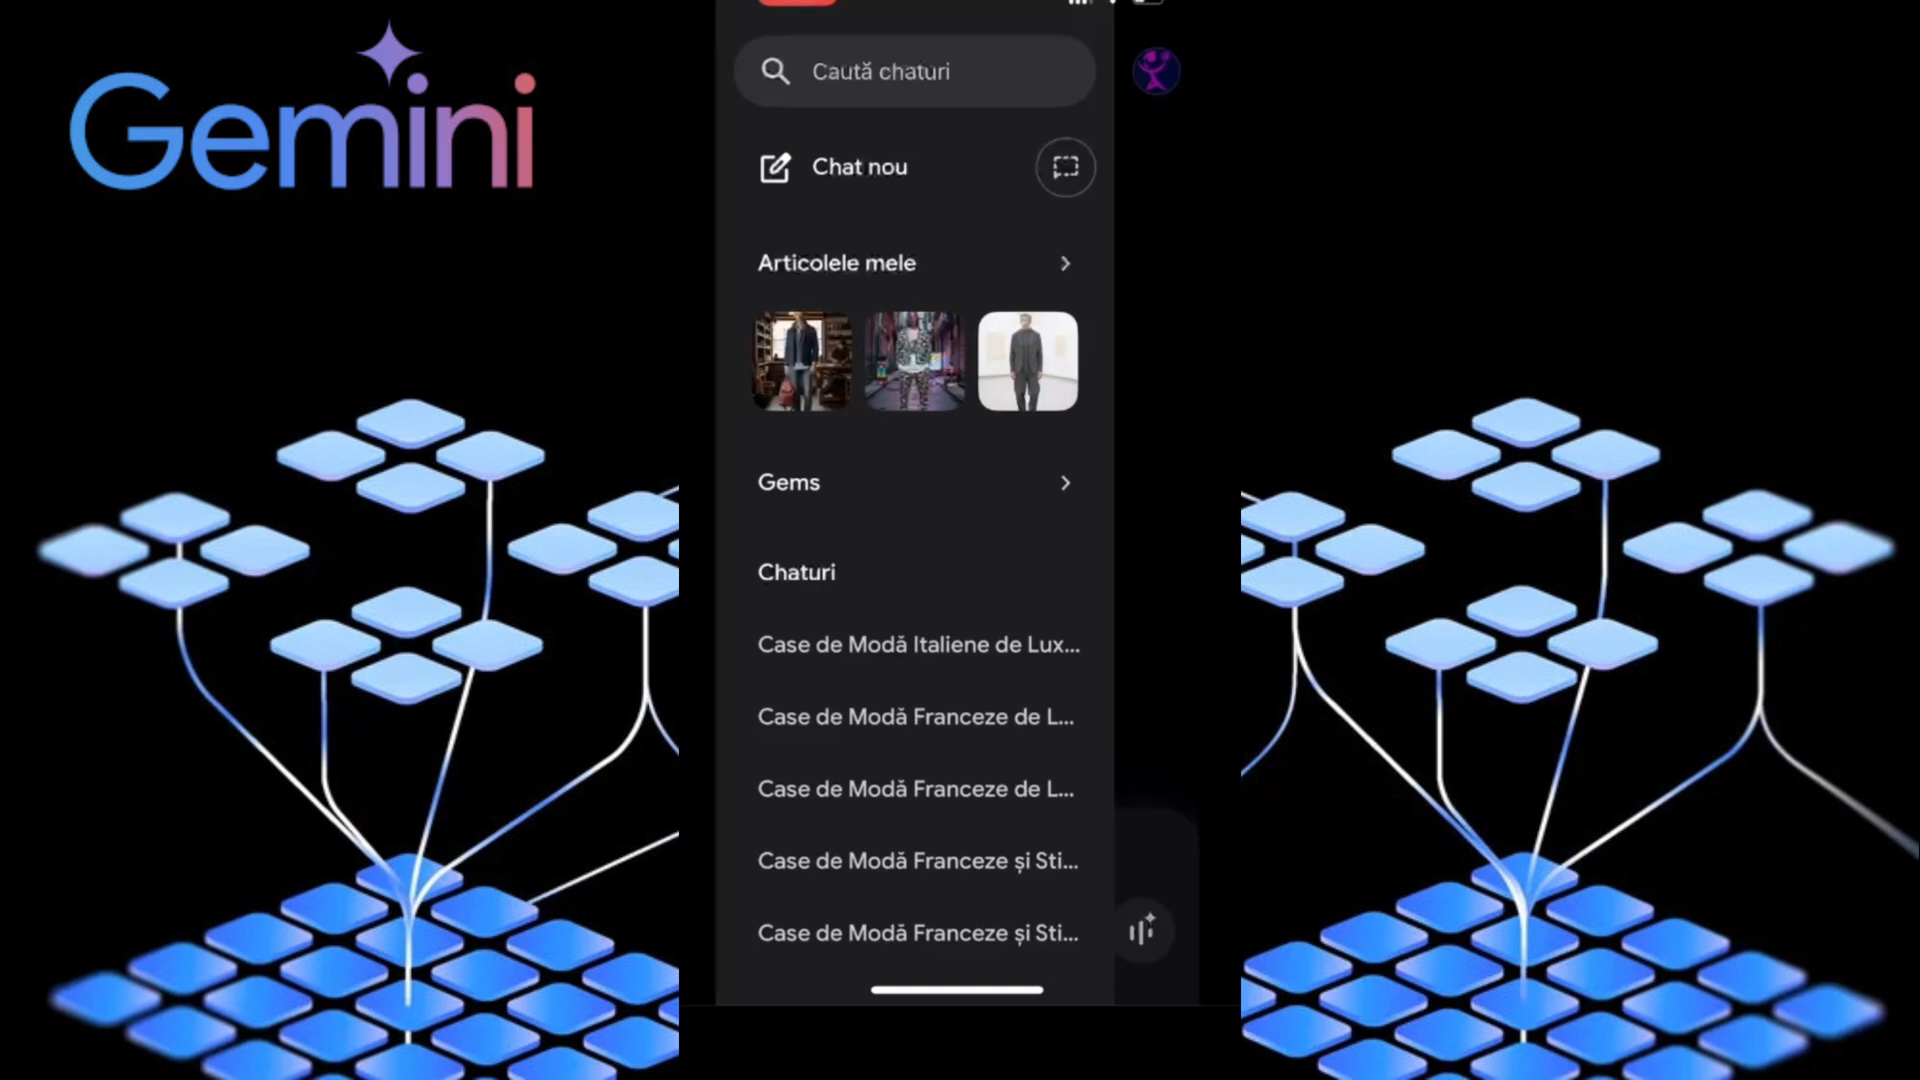 Gemini
Caută chaturi
Chat nou
Articolele mele
Gems
Chaturi
Case de Modă Italiene de Lux...
Case de Modă Franceze de L...
Case de Modă Franceze de L...
Case de Modă Franceze și Sti...
Case de Modă Franceze și Sti...